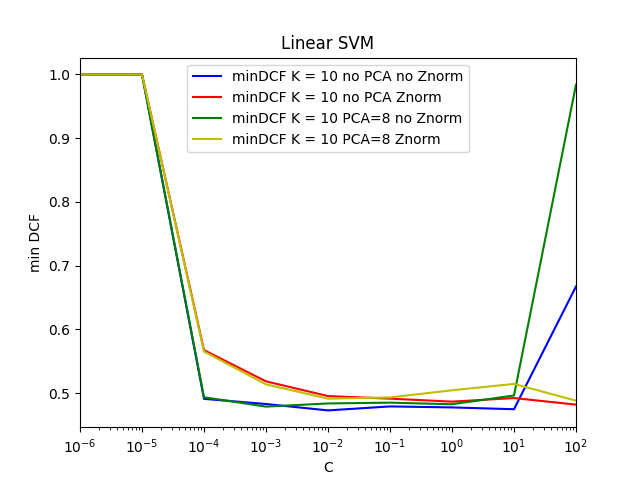 Linear SVM
minDCF K = 10 no PCA no Znorm
minDCF K = 10 no PCA Znorm
minDCF K = 10 PCA=8 no Znorm
minDCF K = 10 PCA=8 Znorm
min DCF
1.0
0.9
0.8
0.7
0.6
0.5
10⁻⁶ 10⁻⁵ 10⁻⁴ 10⁻³ 10⁻² 10⁻¹ 10⁰ 10¹ 10²
C